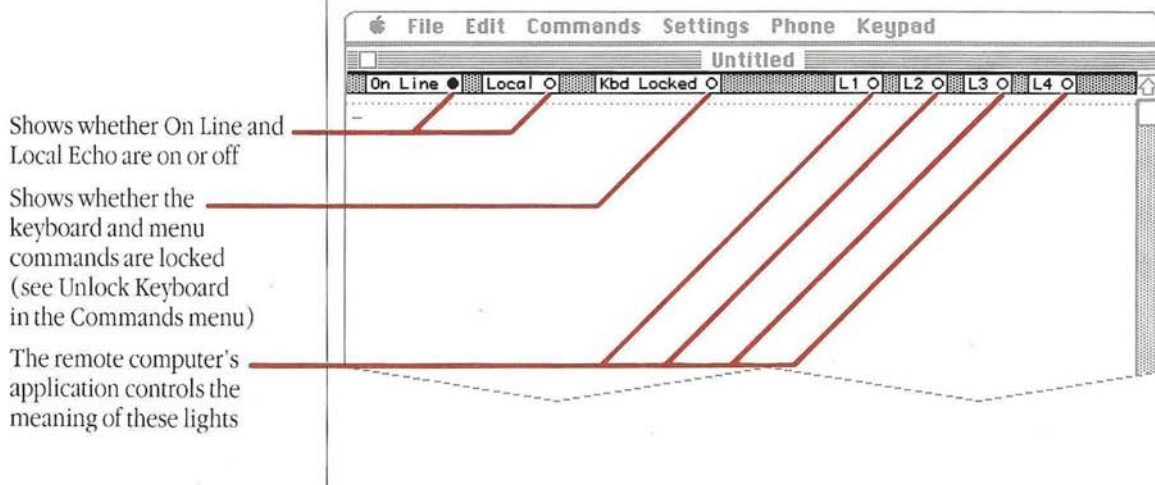 File Edit Commands Settings Phone Keypad
Untitled
On Line Local Kbd Locked L1 L2 L3 L4
Shows whether On Line and
Local Echo are on or off
Shows whether the
keyboard and menu
commands are locked
(see Unlock Keyboard
in the Commands menu)
The remote computer's
application controls the
meaning of these lights